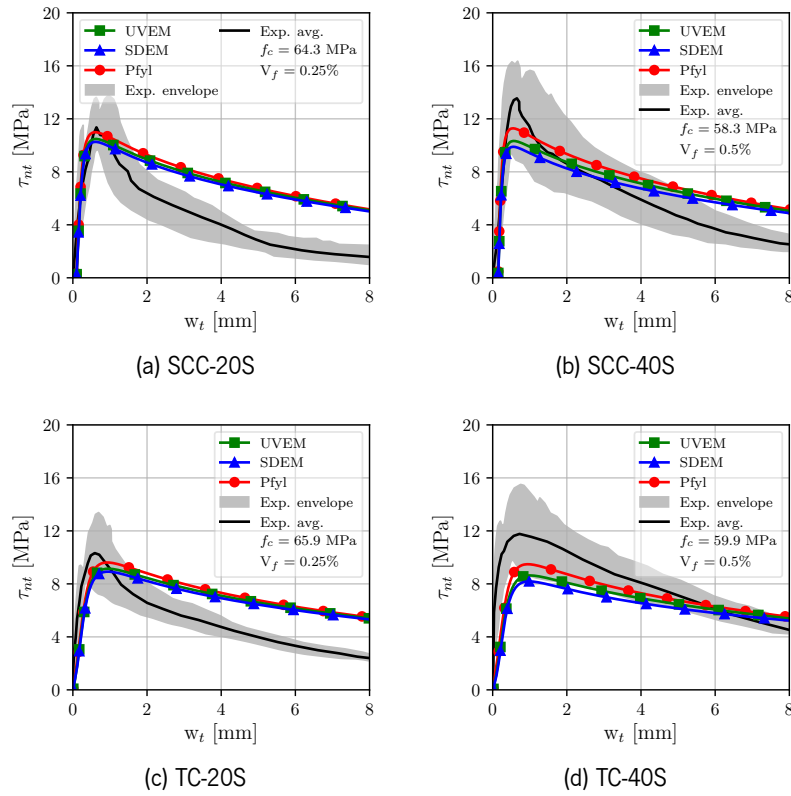 20
16
12
8
4
0
τnt [MPa]
0 2 4 6 8
wt [mm]
UVEM
SDEM
Pfyl
Exp. envelope
Exp. avg.
fc = 64.3 MPa
Vf = 0.25%
(a) SCC-20S
20
16
12
8
4
0
τnt [MPa]
0 2 4 6 8
wt [mm]
UVEM
SDEM
Pfyl
Exp. envelope
Exp. avg.
fc = 58.3 MPa
Vf = 0.5%
(b) SCC-40S
20
16
12
8
4
0
τnt [MPa]
0 2 4 6 8
wt [mm]
UVEM
SDEM
Pfyl
Exp. envelope
Exp. avg.
fc = 65.9 MPa
Vf = 0.25%
(c) TC-20S
20
16
12
8
4
0
τnt [MPa]
0 2 4 6 8
wt [mm]
UVEM
SDEM
Pfyl
Exp. envelope
Exp. avg.
fc = 59.9 MPa
Vf = 0.5%
(d) TC-40S